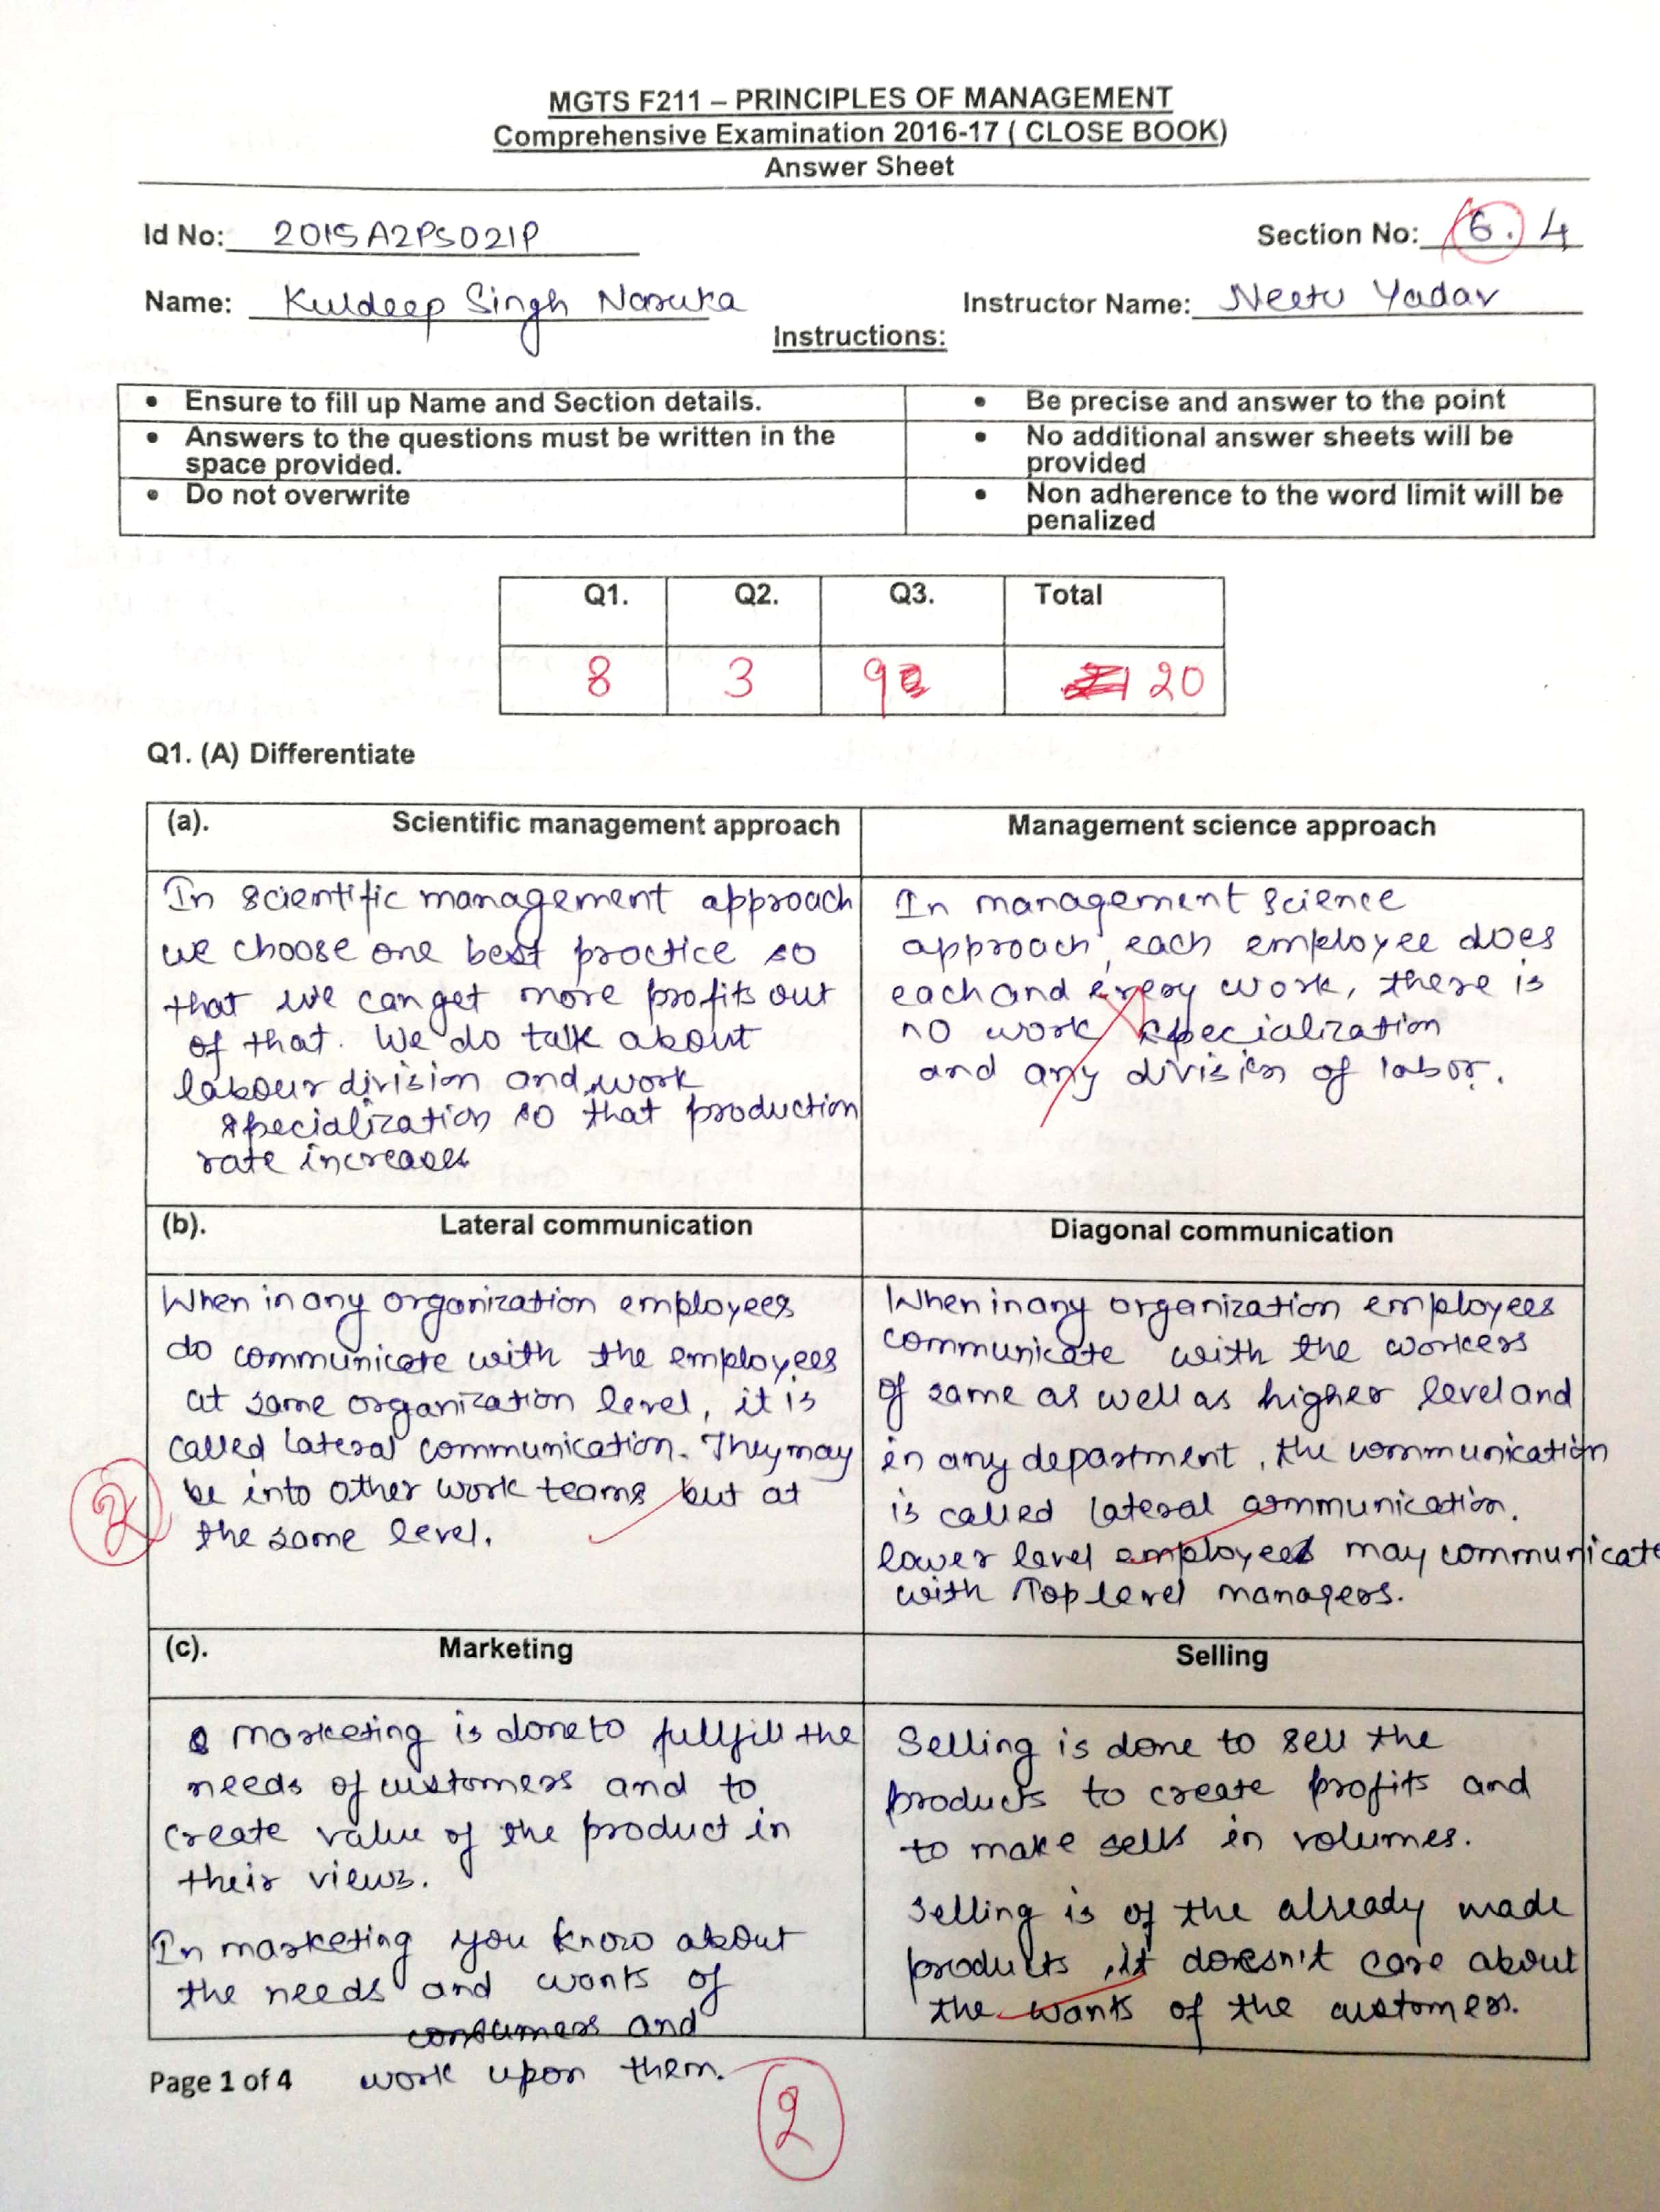 MGTS F211 – PRINCIPLES OF MANAGEMENT
Comprehensive Examination 2016-17 ( CLOSE BOOK)
Answer Sheet
Id No: 2015A2PS021P
Section No: 6. 4
Name: Kuldeep Singh Naruka
Instructor Name: Neetu Yadav
Instructions:
• Ensure to fill up Name and Section details.
• Be precise and answer to the point
• Answers to the questions must be written in the
space provided.
• No additional answer sheets will be
provided
• Do not overwrite
• Non adherence to the word limit will be
penalized
Q1. Q2. Q3. Total
8 3 9 20
Q1. (A) Differentiate
(a). Scientific management approach
Management science approach
In scientific management approach
we choose one best practice so
that we can get more profits out
of that. We do talk about
labour division and work
specialization so that production
rate increases
In management science
approach, each employee does
each and every work, there is
no work specialization
and any division of labor.
(b). Lateral communication
Diagonal communication
When in any organization employees
do communicate with the employees
at same organization level, it is
called lateral communication. They may
be into other work teams but at
the same level.
2
When in any organization employees
communicate with the workers
of same as well as higher level and
in any department, the communication
is called lateral communication.
lower level employees may communicate
with Top level managers.
(c). Marketing
Selling
Marketing is done to fullfill the
needs of customers and to
create value of the product in
their views.
In marketing you know about
the needs and wants of
consumers and
work upon them.
Selling is done to sell the
products to create profits and
to make sells in volumes.
Selling is of the already made
products, it doesn't care about
the wants of the customers.
Page 1 of 4
2